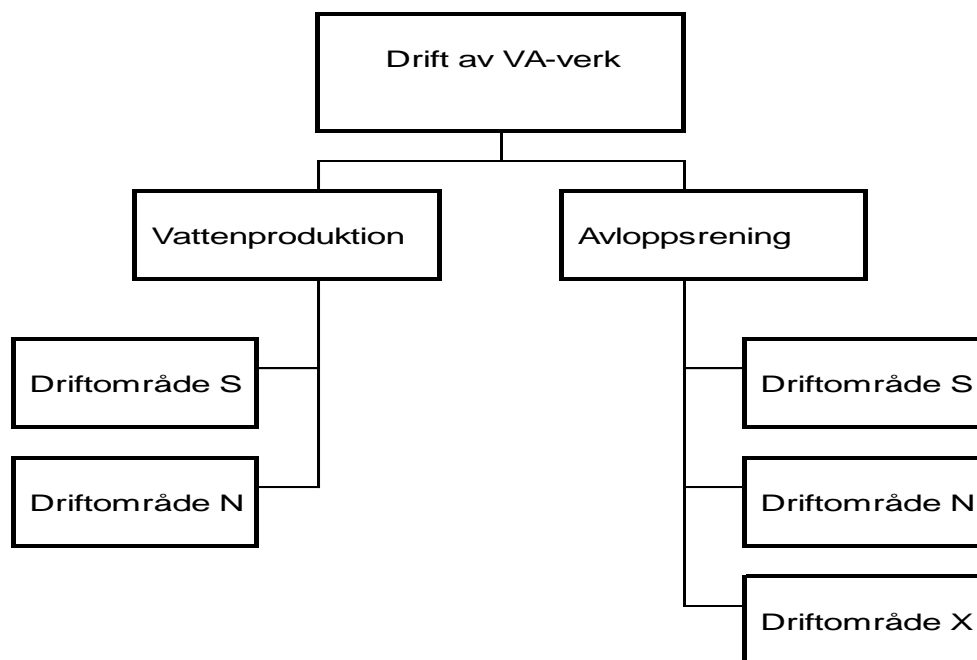 Drift av VA-verk
Vattenproduktion
Avloppsrening
Driftområde S
Driftområde N
Driftområde S
Driftområde N
Driftområde X